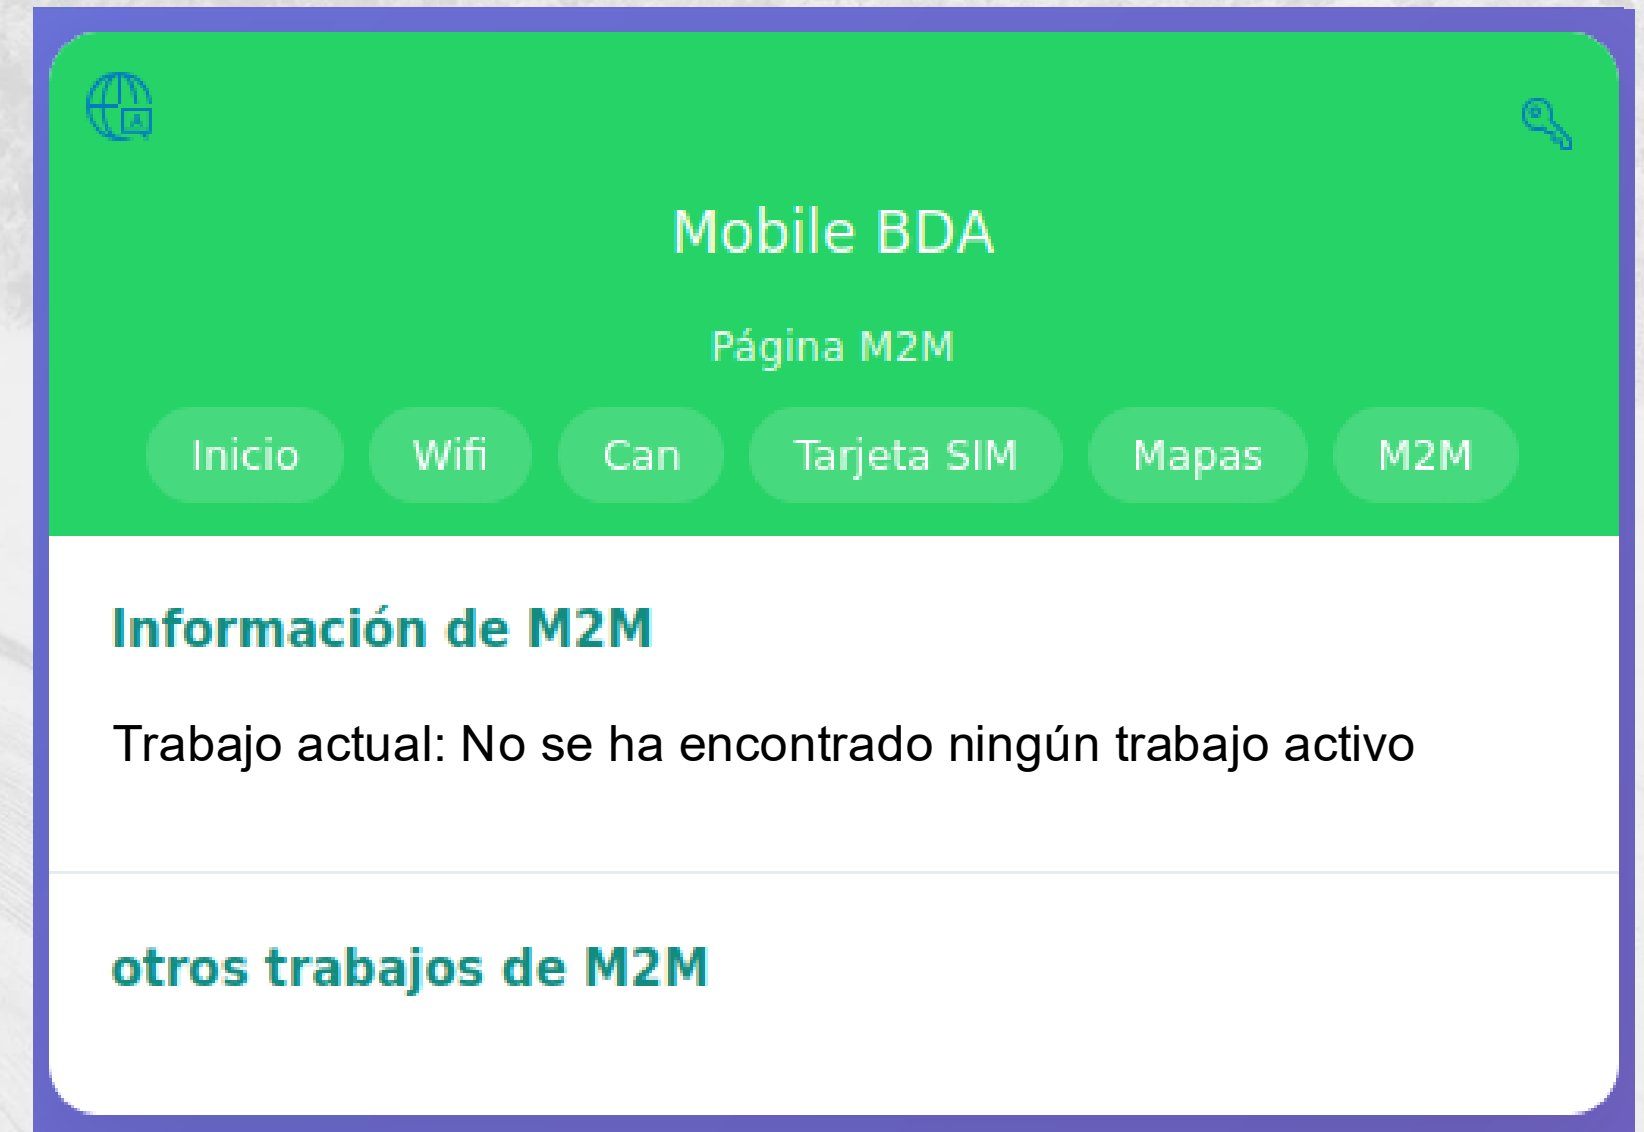 Mobile BDA
Página M2M
Inicio Wifi Can Tarjeta SIM Mapas M2M
Información de M2M
Trabajo actual: No se ha encontrado ningún trabajo activo
otros trabajos de M2M